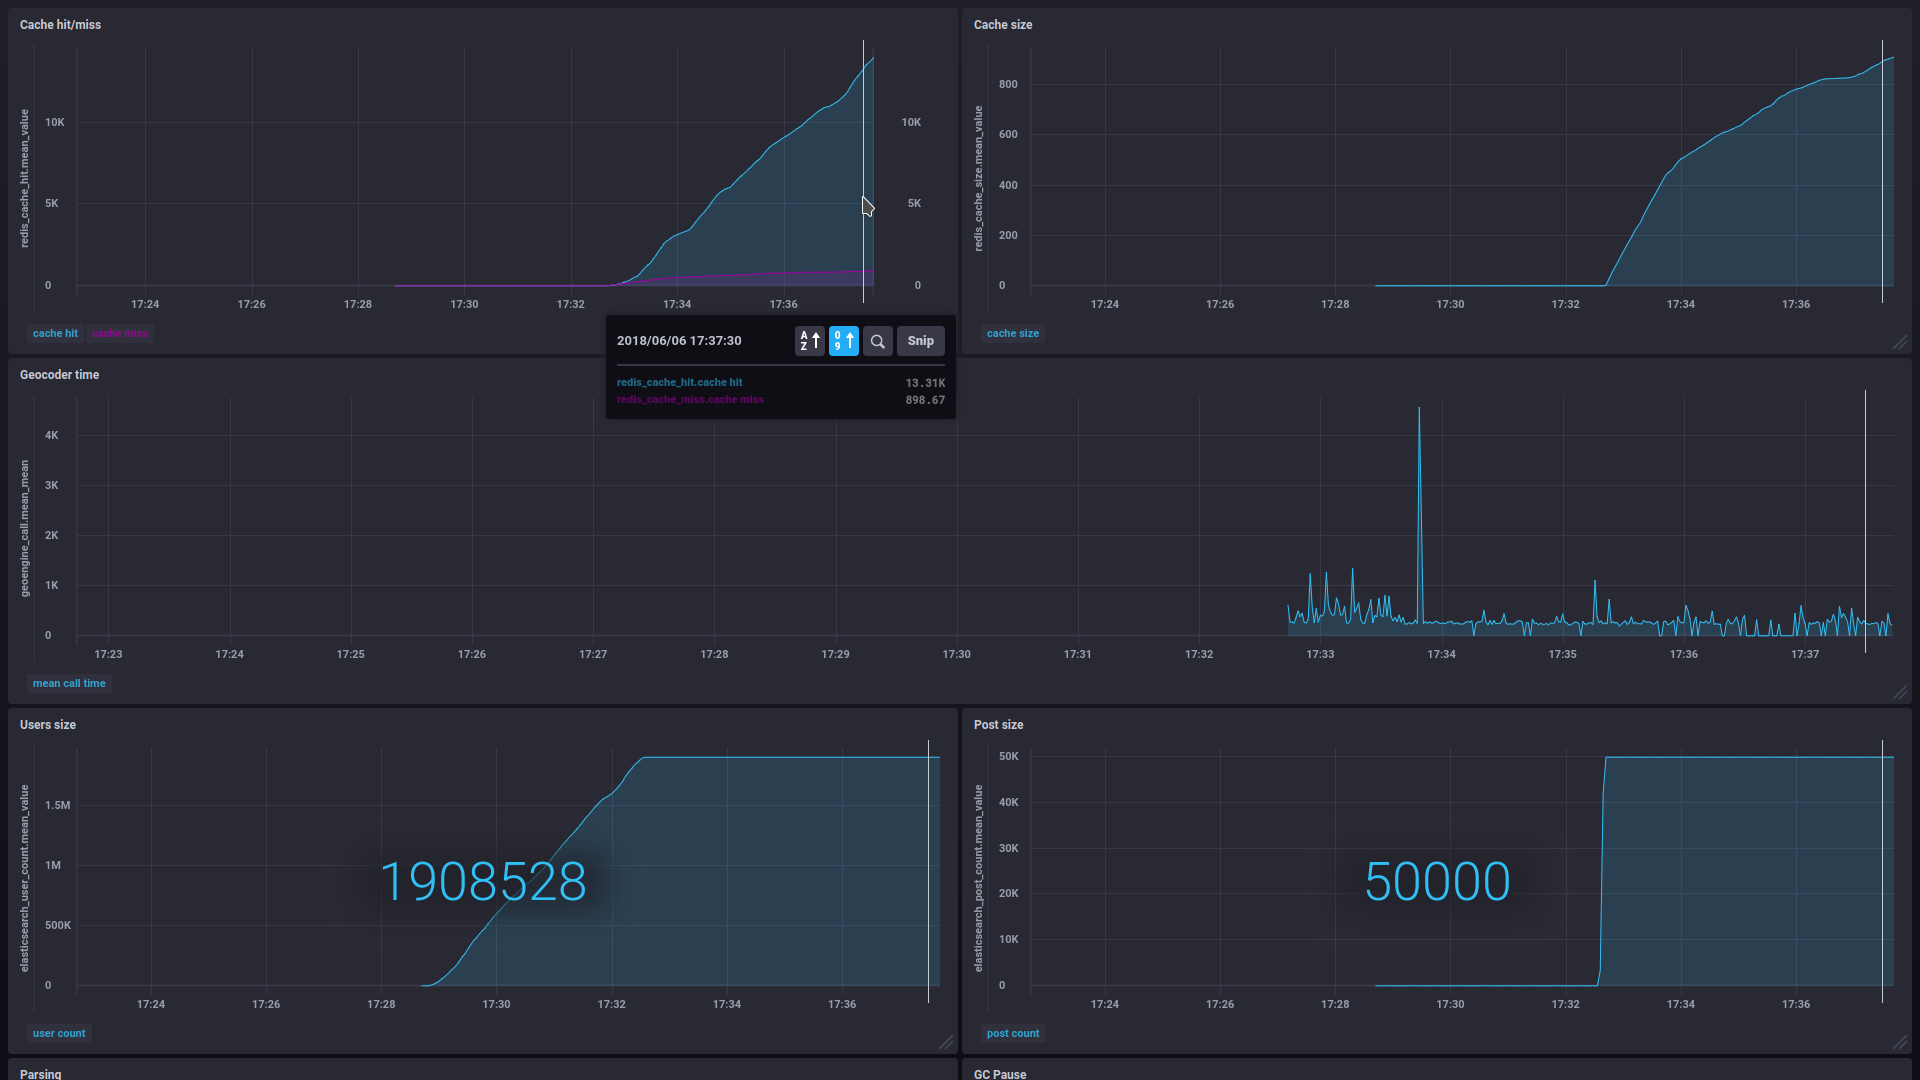 Cache hit/miss
redis_cache_hit.mean_value
10K
5K
0
10K
5K
0
17:24 17:26 17:28 17:30 17:32 17:34 17:36
cache hit cache miss
Cache size
redis_cache_size.mean_value
800
600
400
200
0
17:24 17:26 17:28 17:30 17:32 17:34 17:36
cache size
2018/06/06 17:37:30 A Z 0 9 Snip
redis_cache_hit.cache hit 13.31K
redis_cache_miss.cache miss 898.67
Geocoder time
geoengine_call.mean_mean
4K
3K
2K
1K
0
17:23 17:24 17:25 17:26 17:27 17:28 17:29 17:30 17:31 17:32 17:33 17:34 17:35 17:36 17:37
mean call time
Users size
elasticsearch_user_count.mean_value
1.5M
1M
500K
0
1908528
17:24 17:26 17:28 17:30 17:32 17:34 17:36
user count
Post size
elasticsearch_post_count.mean_value
50K
40K
30K
20K
10K
0
50000
17:24 17:26 17:28 17:30 17:32 17:34 17:36
post count
Parsing
GC Pause